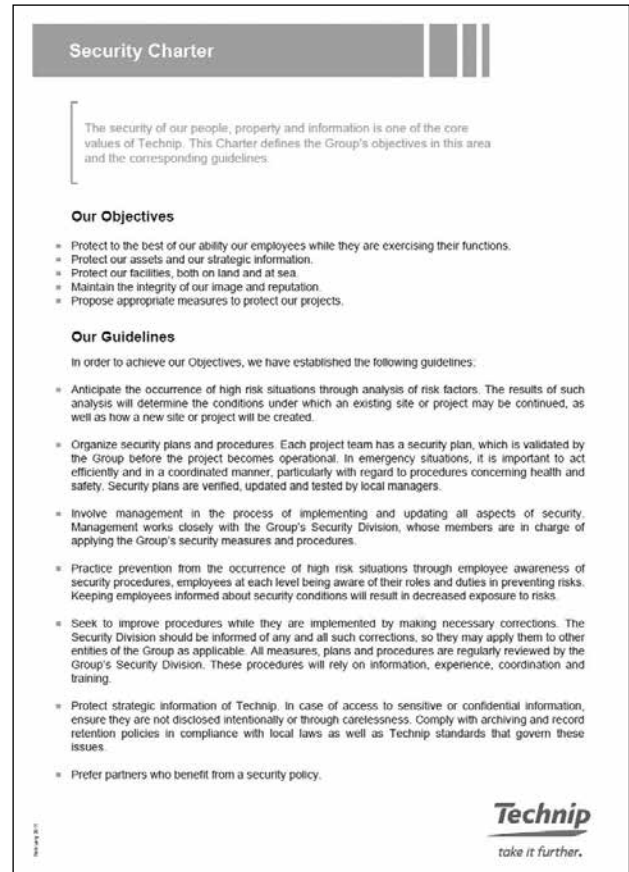 Security Charter
The security of our people, property and information is one of the core
values of Technip. This Charter defines the Group's objectives in this area
and the corresponding guidelines.
Our Objectives
Protect to the best of our ability our employees while they are exercising their functions.
Protect our assets and our strategic information.
Protect our facilities, both on land and at sea.
Maintain the integrity of our image and reputation.
Propose appropriate measures to protect our projects.
Our Guidelines
In order to achieve our Objectives, we have established the following guidelines:
Anticipate the occurrence of high risk situations through analysis of risk factors. The results of such
analysis will determine the conditions under which an existing site or project may be continued, as
well as how a new site or project will be created.
Organize security plans and procedures. Each project team has a security plan, which is validated by
the Group before the project becomes operational. In emergency situations, it is important to act
efficiently and in a coordinated manner, particularly with regard to procedures concerning health and
safety. Security plans are verified, updated and tested by local managers.
Involve management in the process of implementing and updating all aspects of security.
Management works closely with the Group's Security Division, whose members are in charge of
applying the Group's security measures and procedures.
Practice prevention from the occurrence of high risk situations through employee awareness of
security procedures, employees at each level being aware of their roles and duties in preventing risks.
Keeping employees informed about security conditions will result in decreased exposure to risks.
Seek to improve procedures while they are implemented by making necessary corrections. The
Security Division should be informed of any and all such corrections, so they may apply them to other
entities of the Group as applicable. All measures, plans and procedures are regularly reviewed by the
Group's Security Division. These procedures will rely on information, experience, coordination and
training.
Protect strategic information of Technip. In case of access to sensitive or confidential information,
ensure they are not disclosed intentionally or through carelessness. Comply with archiving and record
retention policies in compliance with local laws as well as Technip standards that govern these
issues.
Prefer partners who benefit from a security policy.
Technip
take it further.